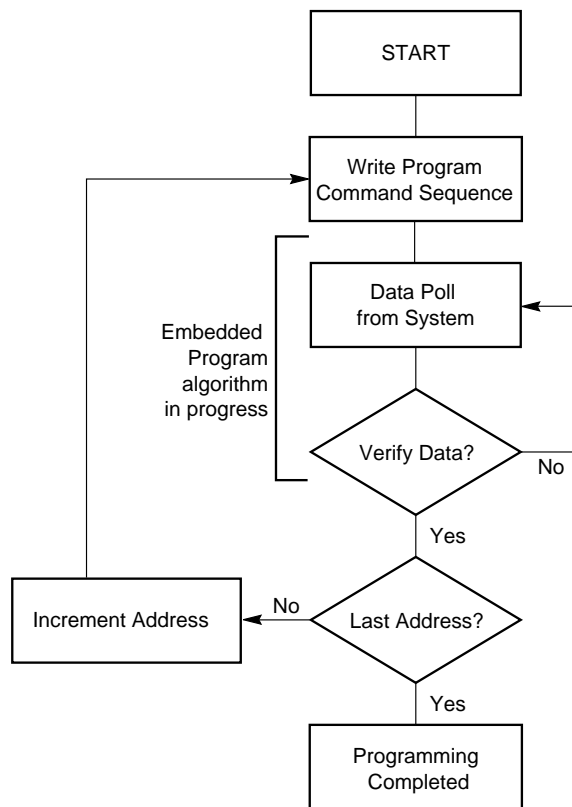 START
Write Program
Command Sequence
Data Poll
from System
Embedded
Program
algorithm
in progress
Verify Data?
No
Yes
Increment Address
No
Last Address?
Yes
Programming
Completed